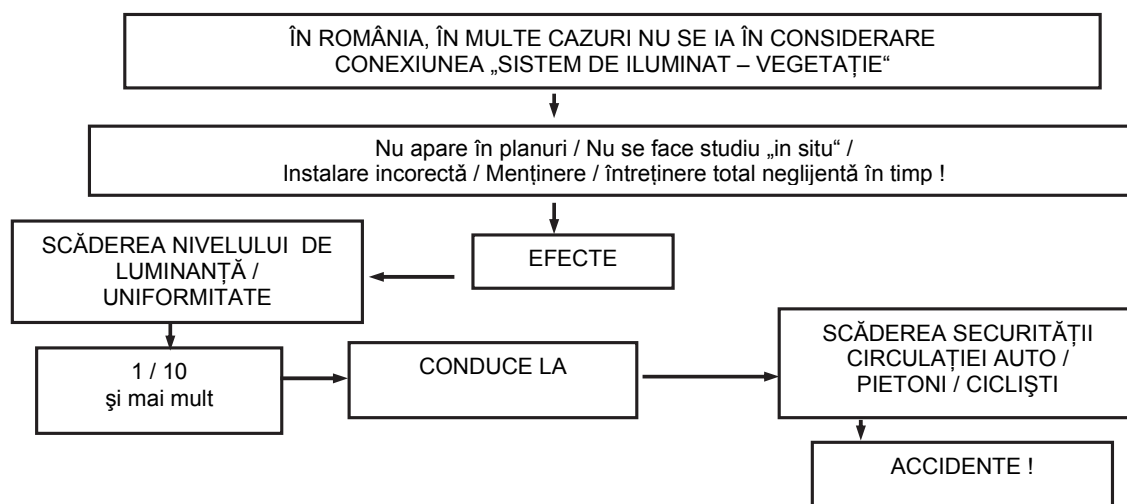 ÎN ROMÂNIA, ÎN MULTE CAZURI NU SE IA ÎN CONSIDERARE
CONEXIUNEA „SISTEM DE ILUMINAT – VEGETAȚIE“
Nu apare în planuri / Nu se face studiu „in situ“ /
Instalare incorectă / Menținere / întreținere total neglijentă în timp !
EFECTE
SCĂDEREA NIVELULUI DE
LUMINANȚĂ /
UNIFORMITATE
1 / 10
şi mai mult
CONDUCE LA
SCĂDEREA SECURITĂȚII
CIRCULAȚIEI AUTO /
PIETONI / CICLIŞTI
ACCIDENTE !